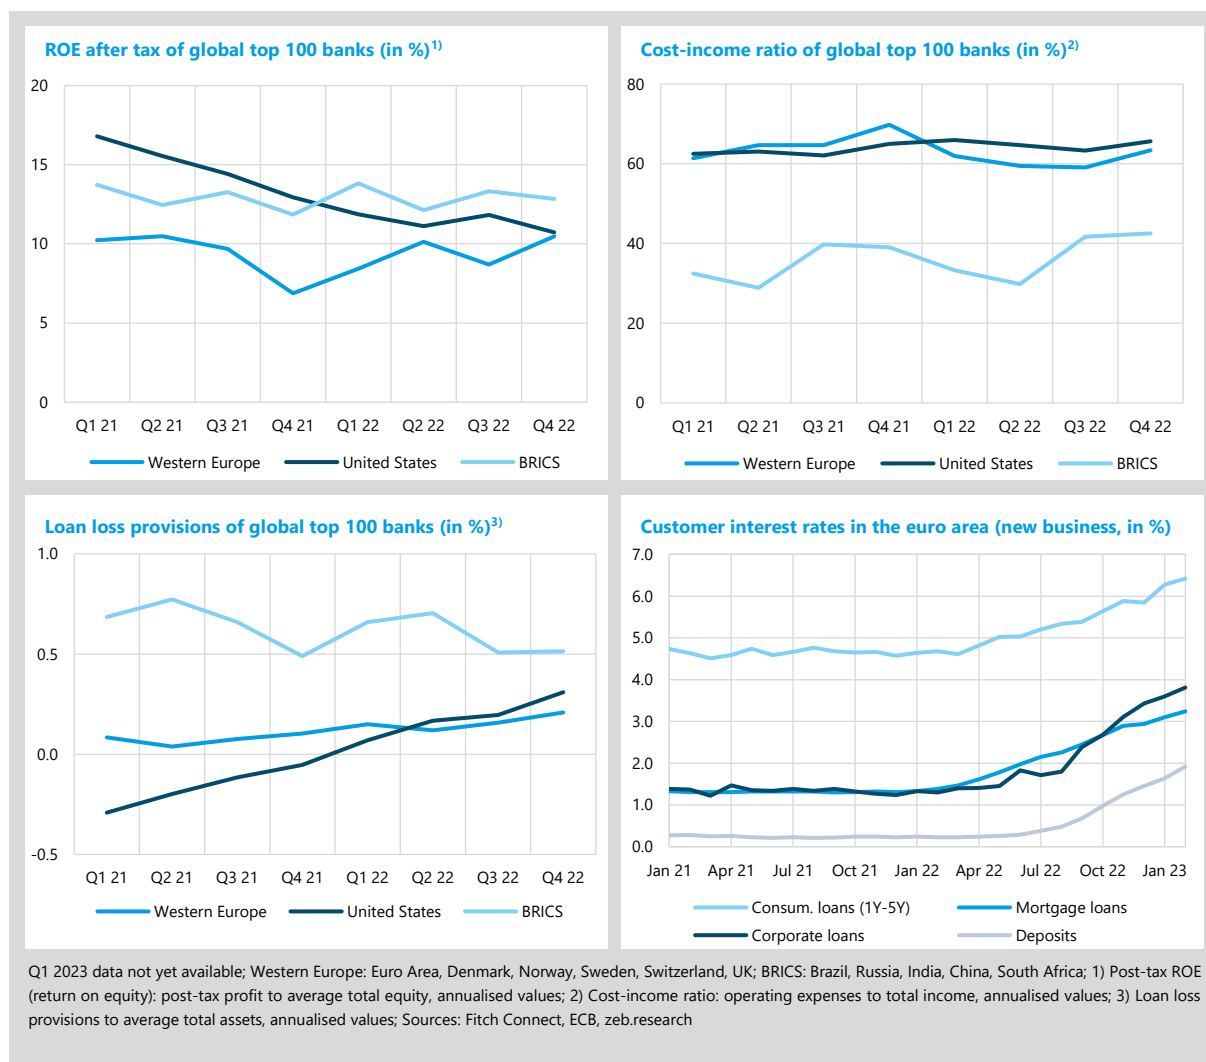 ROE after tax of global top 100 banks (in %)1)
20
15
10
5
0
Q1 21 Q2 21 Q3 21 Q4 21 Q1 22 Q2 22 Q3 22 Q4 22
Western Europe United States BRICS
Cost-income ratio of global top 100 banks (in %)2)
80
60
40
20
0
Q1 21 Q2 21 Q3 21 Q4 21 Q1 22 Q2 22 Q3 22 Q4 22
Western Europe United States BRICS
Loan loss provisions of global top 100 banks (in %)3)
1.0
0.5
0.0
-0.5
Q1 21 Q2 21 Q3 21 Q4 21 Q1 22 Q2 22 Q3 22 Q4 22
Western Europe United States BRICS
Customer interest rates in the euro area (new business, in %)
7.0
6.0
5.0
4.0
3.0
2.0
1.0
0.0
Jan 21 Apr 21 Jul 21 Oct 21 Jan 22 Apr 22 Jul 22 Oct 22 Jan 23
Consum. loans (1Y-5Y) Mortgage loans
Corporate loans Deposits
Q1 2023 data not yet available; Western Europe: Euro Area, Denmark, Norway, Sweden, Switzerland, UK; BRICS: Brazil, Russia, India, China, South Africa; 1) Post-tax ROE
(return on equity): post-tax profit to average total equity, annualised values; 2) Cost-income ratio: operating expenses to total income, annualised values; 3) Loan loss
provisions to average total assets, annualised values; Sources: Fitch Connect, ECB, zeb.research